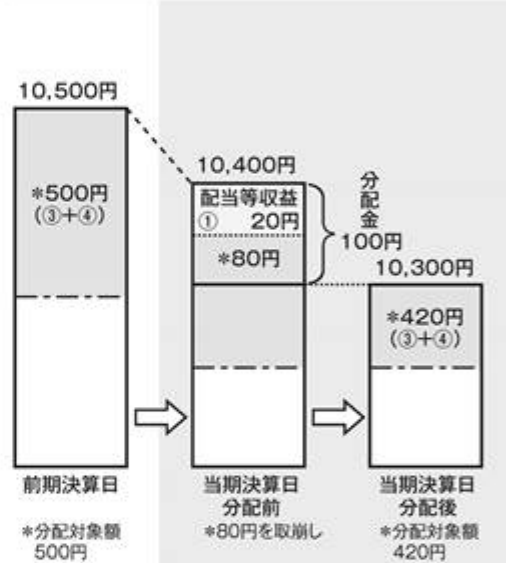 10,500円
*500円
(③+④)
前期決算日
*分配対象額
500円
10,400円
配当等収益
① 20円
*80円
分配金
100円
当期決算日
分配前
*80円を取崩し
10,300円
*420円
(③+④)
当期決算日
分配後
*分配対象額
420円